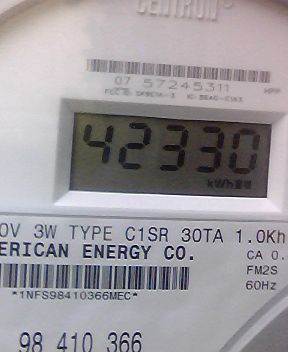 CENTRON®
07 57245311
42330
kWh
0V 3W TYPE C1SR 30TA 1.0Kh
ERICAN ENERGY CO. CA 0.
FM2S
*1NFS98410366MEC* 60Hz
98 410 366